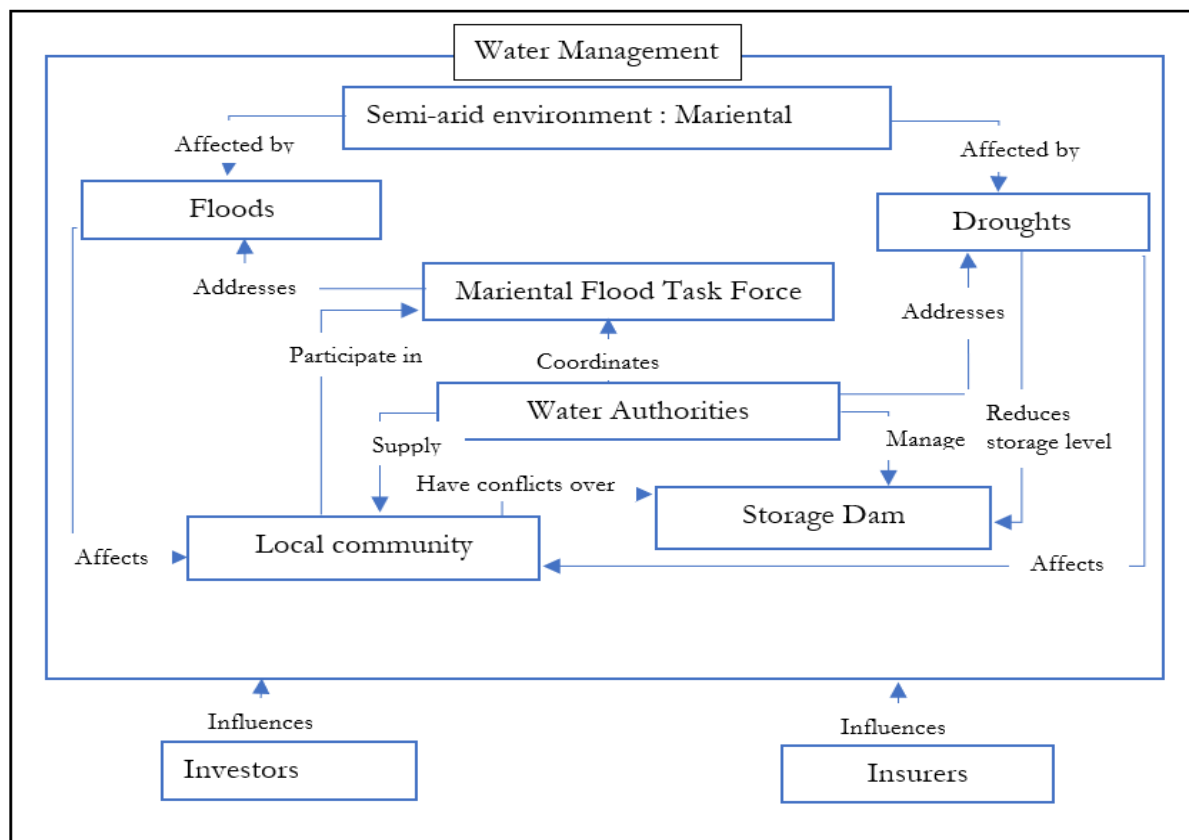 Water Management
Semi-arid environment : Mariental
Affected by
Affected by
Floods
Droughts
Addresses
Mariental Flood Task Force
Addresses
Participate in
Coordinates
Water Authorities
Reduces
storage level
Supply
Manage
Have conflicts over
Storage Dam
Local community
Affects
Affects
Influences
Influences
Investors
Insurers